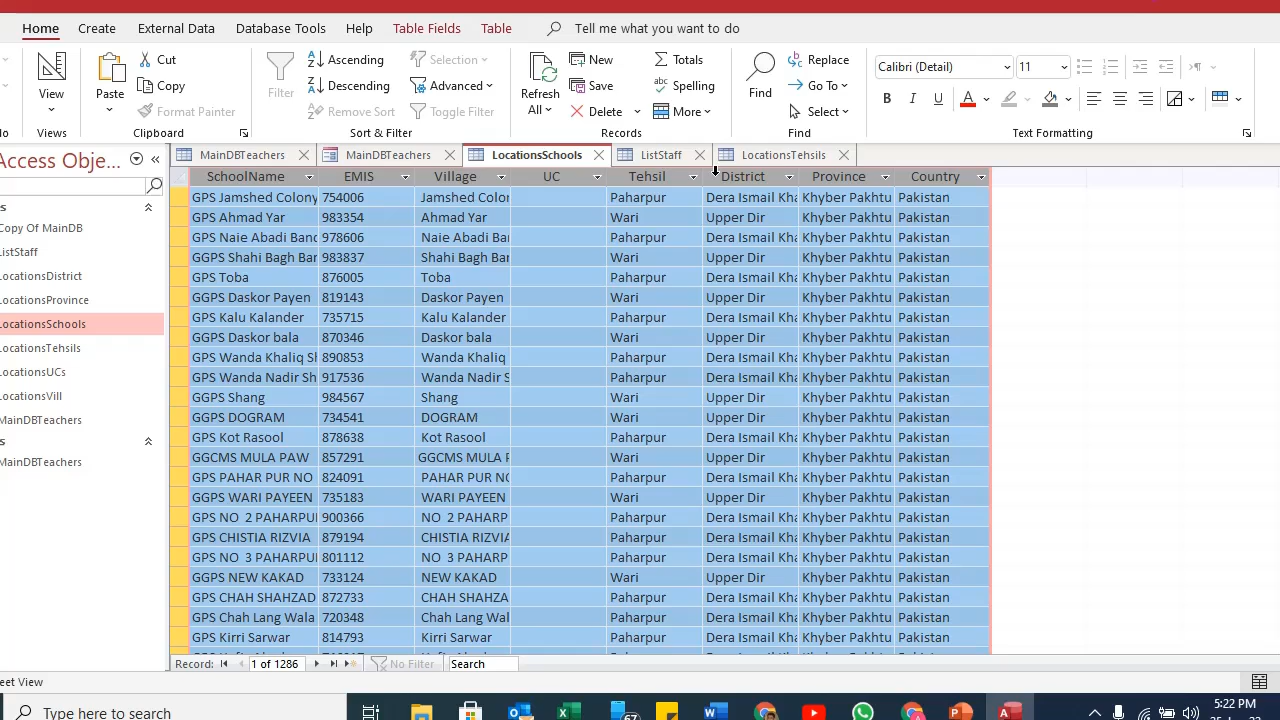 Home Create External Data Database Tools Help Table Fields Table Tell me what you want to do
View
Views
Paste
Cut
Copy
Format Painter
Clipboard
Filter
Ascending
Descending
Remove Sort
Selection
Advanced
Toggle Filter
Sort & Filter
Refresh
All
New
Save
Delete
Totals
Spelling
More
Records
Find
Replace
Go To
Select
Find
Calibri (Detail) 11
B I U A
Text Formatting
Access Obje...
MainDBTeachers MainDBTeachers LocationsSchools ListStaff LocationsTehsils
s
Copy Of MainDB
ListStaff
LocationsDistrict
LocationsProvince
LocationsSchools
LocationsTehsils
LocationsUCs
LocationsVill
MainDBTeachers
s
MainDBTeachers
SchoolName EMIS Village UC Tehsil District Province Country
GPS Jamshed Colony 754006 Jamshed Color Paharpur Dera Ismail Kha Khyber Pakhtu Pakistan
GPS Ahmad Yar 983354 Ahmad Yar Wari Upper Dir Khyber Pakhtu Pakistan
GPS Naie Abadi Band 978606 Naie Abadi Bar Paharpur Dera Ismail Kha Khyber Pakhtu Pakistan
GGPS Shahi Bagh Bar 983837 Shahi Bagh Bar Wari Upper Dir Khyber Pakhtu Pakistan
GPS Toba 876005 Toba Paharpur Dera Ismail Kha Khyber Pakhtu Pakistan
GGPS Daskor Payen 819143 Daskor Payen Wari Upper Dir Khyber Pakhtu Pakistan
GPS Kalu Kalander 735715 Kalu Kalander Paharpur Dera Ismail Kha Khyber Pakhtu Pakistan
GGPS Daskor bala 870346 Daskor bala Wari Upper Dir Khyber Pakhtu Pakistan
GPS Wanda Khaliq Sh 890853 Wanda Khaliq Paharpur Dera Ismail Kha Khyber Pakhtu Pakistan
GPS Wanda Nadir Sh 917536 Wanda Nadir S Paharpur Dera Ismail Kha Khyber Pakhtu Pakistan
GGPS Shang 984567 Shang Wari Upper Dir Khyber Pakhtu Pakistan
GGPS DOGRAM 734541 DOGRAM Wari Upper Dir Khyber Pakhtu Pakistan
GPS Kot Rasool 878638 Kot Rasool Paharpur Dera Ismail Kha Khyber Pakhtu Pakistan
GGCMS MULA PAW 857291 GGCMS MULA P Wari Upper Dir Khyber Pakhtu Pakistan
GPS PAHAR PUR NO 824091 PAHAR PUR NO Paharpur Dera Ismail Kha Khyber Pakhtu Pakistan
GGPS WARI PAYEEN 735183 WARI PAYEEN Wari Upper Dir Khyber Pakhtu Pakistan
GPS NO 2 PAHARPUI 900366 NO 2 PAHARP Paharpur Dera Ismail Kha Khyber Pakhtu Pakistan
GPS CHISTIA RIZVIA 879194 CHISTIA RIZVIA Paharpur Dera Ismail Kha Khyber Pakhtu Pakistan
GPS NO 3 PAHARPUI 801112 NO 3 PAHARP Paharpur Dera Ismail Kha Khyber Pakhtu Pakistan
GGPS NEW KAKAD 733124 NEW KAKAD Wari Upper Dir Khyber Pakhtu Pakistan
GPS CHAH SHAHZAD 872733 CHAH SHAHZA Paharpur Dera Ismail Kha Khyber Pakhtu Pakistan
GPS Chah Lang Wala 720348 Chah Lang Wal Paharpur Dera Ismail Kha Khyber Pakhtu Pakistan
GPS Kirri Sarwar 814793 Kirri Sarwar Paharpur Dera Ismail Kha Khyber Pakhtu Pakistan
Record: 1 of 1286 No Filter Search
eet View
Type here to search 67 5:22 PM